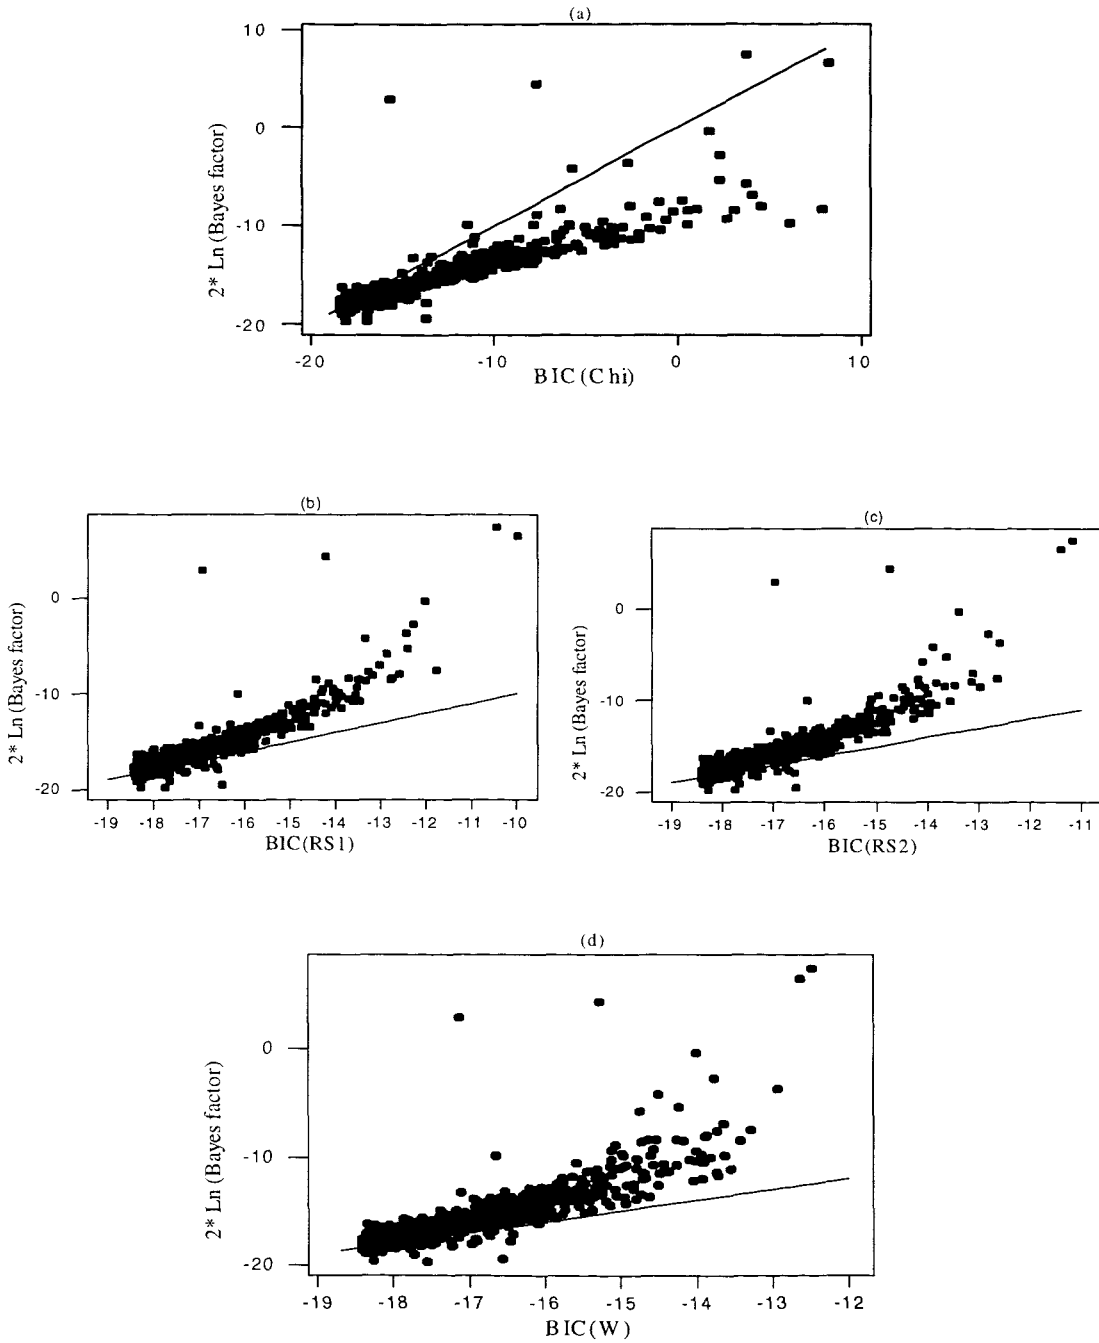 (a)
10
0
-10
-20
2* Ln (Bayes factor)
-20 -10 0 10
BIC (Chi)
(b)
0
-10
-20
2* Ln (Bayes factor)
-19 -18 -17 -16 -15 -14 -13 -12 -11 -10
BIC(RS1)
(c)
0
-10
-20
2* Ln (Bayes factor)
-19 -18 -17 -16 -15 -14 -13 -12 -11
BIC(RS2)
(d)
0
-10
-20
2* Ln (Bayes factor)
-19 -18 -17 -16 -15 -14 -13 -12
BIC(W)